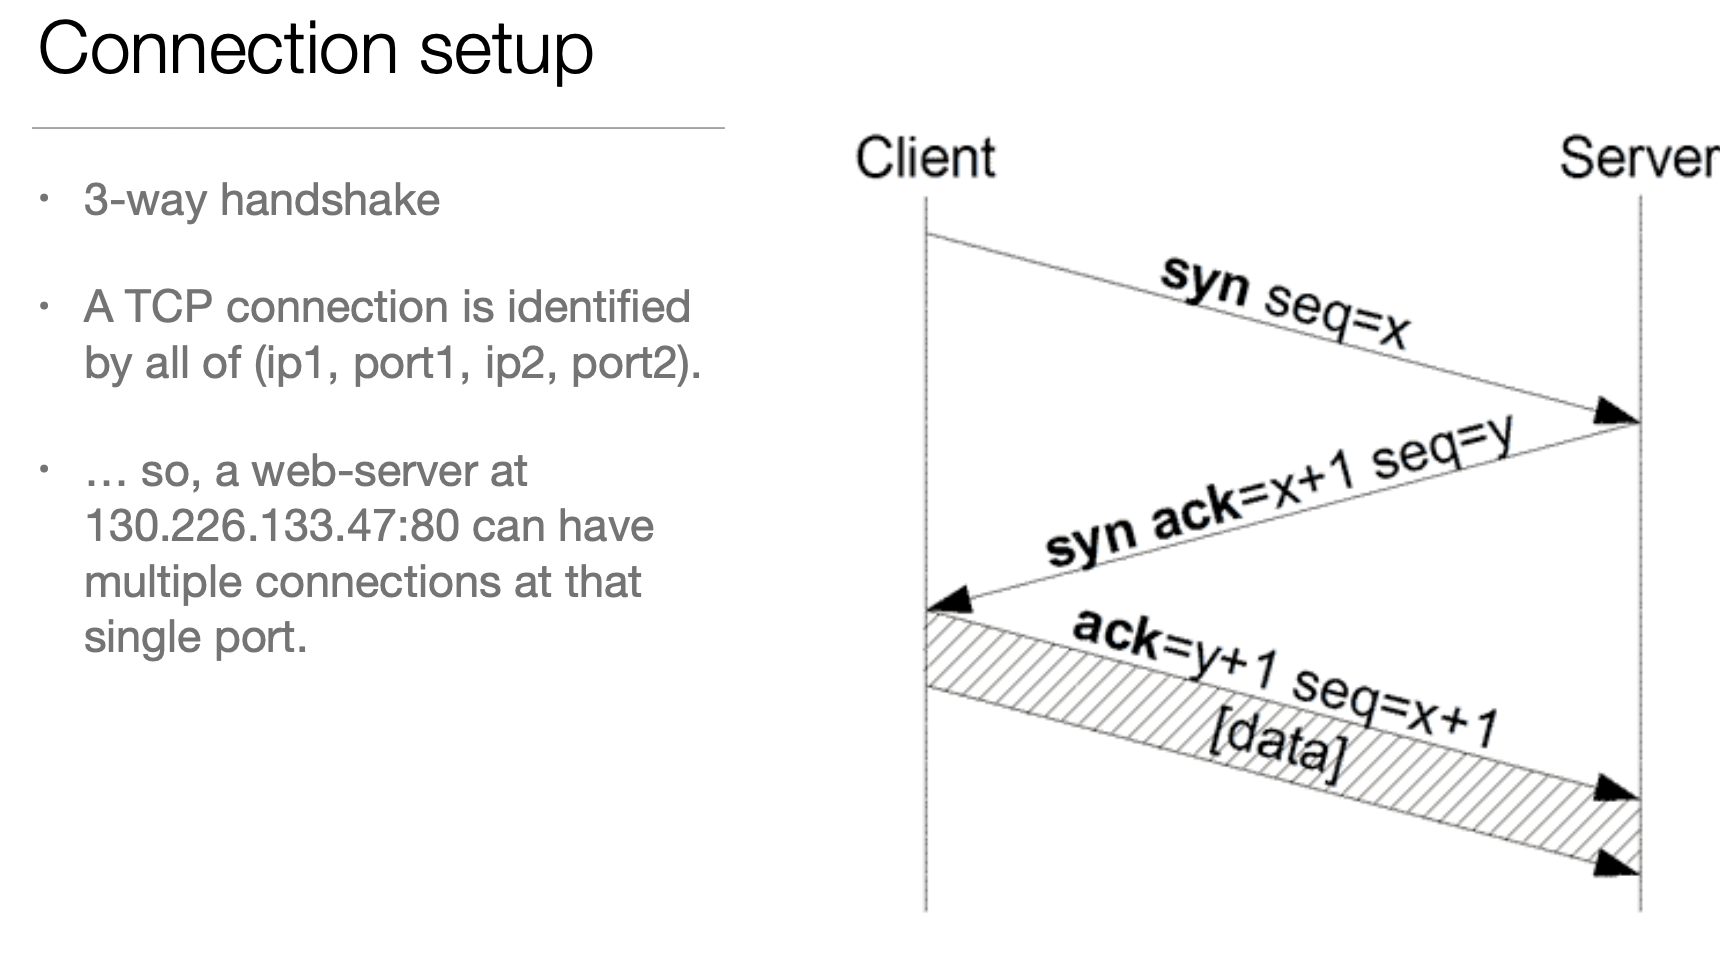 Connection setup
• 3-way handshake
• A TCP connection is identified
by all of (ip1, port1, ip2, port2).
• … so, a web-server at
130.226.133.47:80 can have
multiple connections at that
single port.
Client
Server
syn seq=x
syn ack=x+1 seq=y
ack=y+1 seq=x+1
[data]